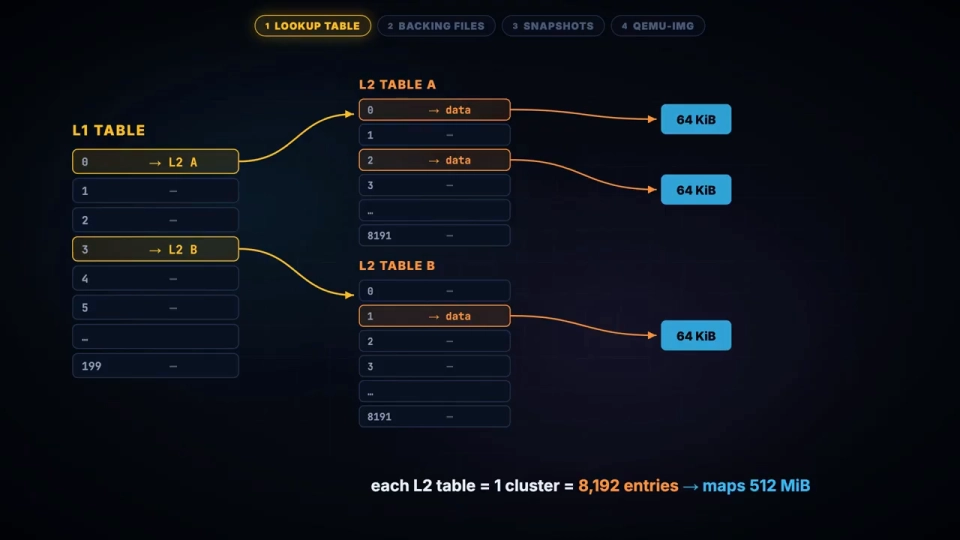 1 LOOKUP TABLE
2 BACKING FILES
3 SNAPSHOTS
4 QEMU-IMG
L1 TABLE
0 → L2 A
1 —
2 —
3 → L2 B
4 —
5 —
…
199 —
L2 TABLE A
0 → data
1 —
2 → data
3 —
…
8191 —
L2 TABLE B
0 —
1 → data
2 —
3 —
…
8191 —
64 KiB
64 KiB
64 KiB
each L2 table = 1 cluster = 8,192 entries → maps 512 MiB